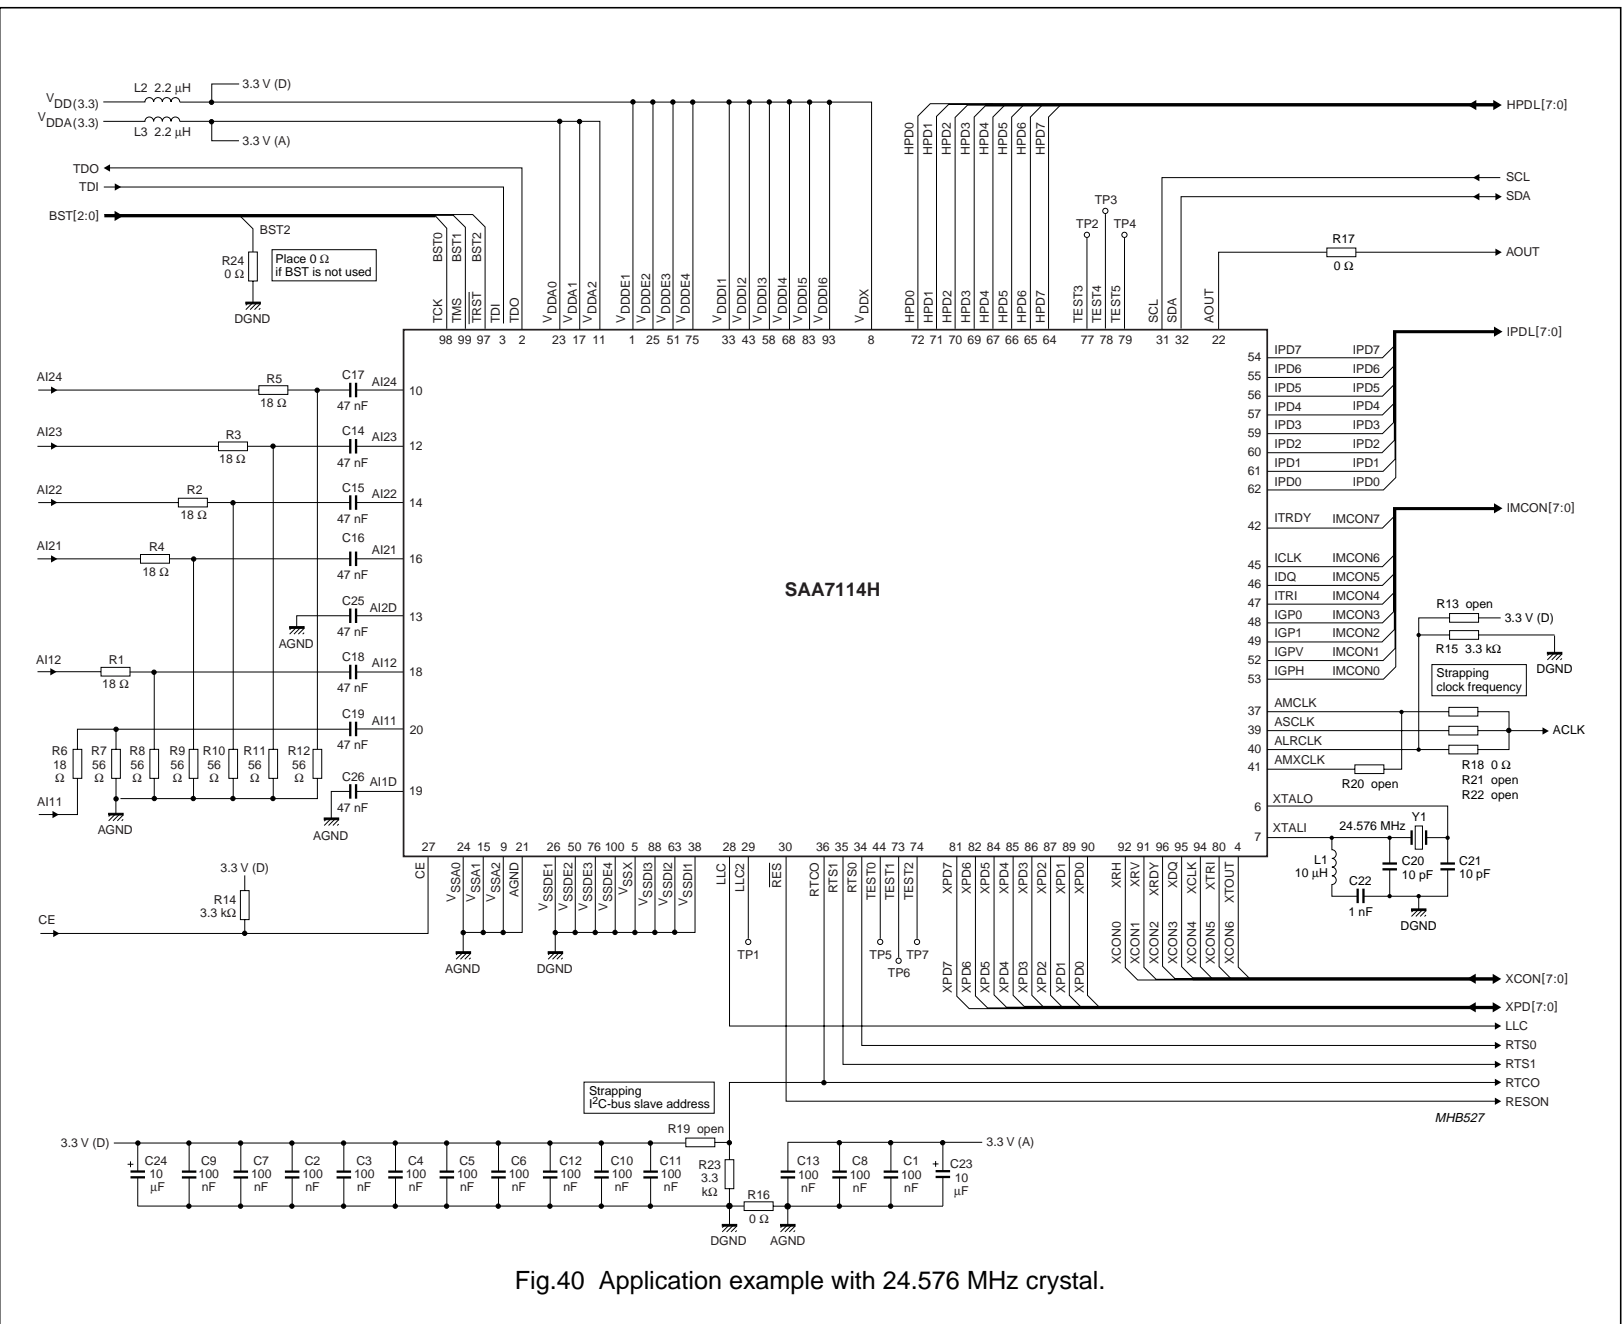 L2 2.2 μH
3.3 V (D)
VDD(3.3)
VDDA(3.3)
L3 2.2 μH
3.3 V (A)
TDO
TDI
BST[2:0]
BST2
R24
0 Ω
Place 0 Ω
if BST is not used
DGND
BST0
BST1
BST2
TCK
TMS
TRST
TDI
TDO
VDDA0
VDDA1
VDDA2
VDDDE1
VDDDE2
VDDDE3
VDDDE4
VDDDI1
VDDDI2
VDDDI3
VDDDI4
VDDDI5
VDDDI6
VDDX
HPD0
HPD1
HPD2
HPD3
HPD4
HPD5
HPD6
HPD7
HPD0
HPD1
HPD2
HPD3
HPD4
HPD5
HPD6
HPD7
HPDL[7:0]
TP2
TP3
TP4
TEST3
TEST4
TEST5
SCL
SDA
AOUT
SCL
SDA
R17
0 Ω
AOUT
98 99 97 3 2 23 17 11 1 25 51 75 33 43 58 68 83 93 8 72 71 70 69 67 66 65 64 77 78 79 31 32 22
AI24
R5
18 Ω
C17
47 nF
AI24
10
AI23
R3
18 Ω
C14
47 nF
AI23
12
AI22
R2
18 Ω
C15
47 nF
AI22
14
AI21
R4
18 Ω
C16
47 nF
AI21
16
AGND
C25
47 nF
AI2D
13
AI12
R1
18 Ω
C18
47 nF
AI12
18
C19
47 nF
AI11
20
R6
18
Ω
R7
56
Ω
R8
56
Ω
R9
56
Ω
R10
56
Ω
R11
56
Ω
R12
56
Ω
AI11
AGND
AGND
C26
47 nF
AI1D
19
SAA7114H
54 IPD7 IPD7
55 IPD6 IPD6
56 IPD5 IPD5
57 IPD4 IPD4
59 IPD3 IPD3
60 IPD2 IPD2
61 IPD1 IPD1
62 IPD0 IPD0
IPDL[7:0]
42 ITRDY IMCON7
45 ICLK IMCON6
46 IDQ IMCON5
47 ITRI IMCON4
48 IGP0 IMCON3
49 IGP1 IMCON2
52 IGPV IMCON1
53 IGPH IMCON0
IMCON[7:0]
R13 open
3.3 V (D)
R15 3.3 kΩ
DGND
Strapping
clock frequency
37 AMCLK
39 ASCLK
40 ALRCLK
41 AMXCLK
ACLK
R20 open
R18 0 Ω
R21 open
R22 open
6 XTALO
7 XTALI
24.576 MHz
Y1
L1
10 μH
C20
10 pF
C21
10 pF
C22
1 nF
DGND
27 24 15 9 21 26 50 76 100 5 88 63 38 28 29 30 36 35 34 44 73 74 81 82 84 85 86 87 89 90 92 91 96 95 94 80 4
CE
VSSA0
VSSA1
VSSA2
AGND
VSSDE1
VSSDE2
VSSDE3
VSSDE4
VSSX
VSSDI3
VSSDI2
VSSDI1
LLC
LLC2
RES
RTCO
RTS1
RTS0
TEST0
TEST1
TEST2
XPD7
XPD6
XPD5
XPD4
XPD3
XPD2
XPD1
XPD0
XRH
XRV
XRDY
XDQ
XCLK
XTRI
XTOUT
3.3 V (D)
R14
3.3 kΩ
CE
AGND
DGND
TP1
TP5
TP6
TP7
XPD7
XPD6
XPD5
XPD4
XPD3
XPD2
XPD1
XPD0
XCON0
XCON1
XCON2
XCON3
XCON4
XCON5
XCON6
XCON[7:0]
XPD[7:0]
LLC
RTS0
RTS1
RTCO
RESON
MHB527
Strapping
I2C-bus slave address
R19 open
3.3 V (D)
+
C24
10
μF
C9
100
nF
C7
100
nF
C2
100
nF
C3
100
nF
C4
100
nF
C5
100
nF
C6
100
nF
C12
100
nF
C10
100
nF
C11
100
nF
R23
3.3
kΩ
R16
0 Ω
C13
100
nF
C8
100
nF
C1
100
nF
+
C23
10
μF
3.3 V (A)
DGND
AGND
Fig.40 Application example with 24.576 MHz crystal.